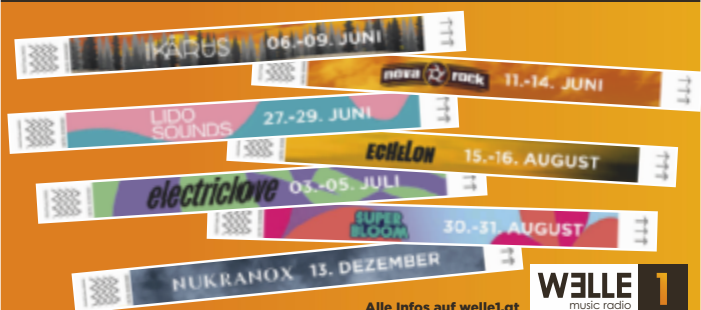 IKARUS 06.-09. JUNI
nova rock 11.-14. JUNI
LIDO
SOUNDS 27.-29. JUNI
ECHELON 15.-16. AUGUST
electriclove 03.-05. JULI
SUPER
BLOOM 30.-31. AUGUST
NUKRANOX 13. DEZEMBER
Alle Infos auf welle1.at
WELLE 1
music radio